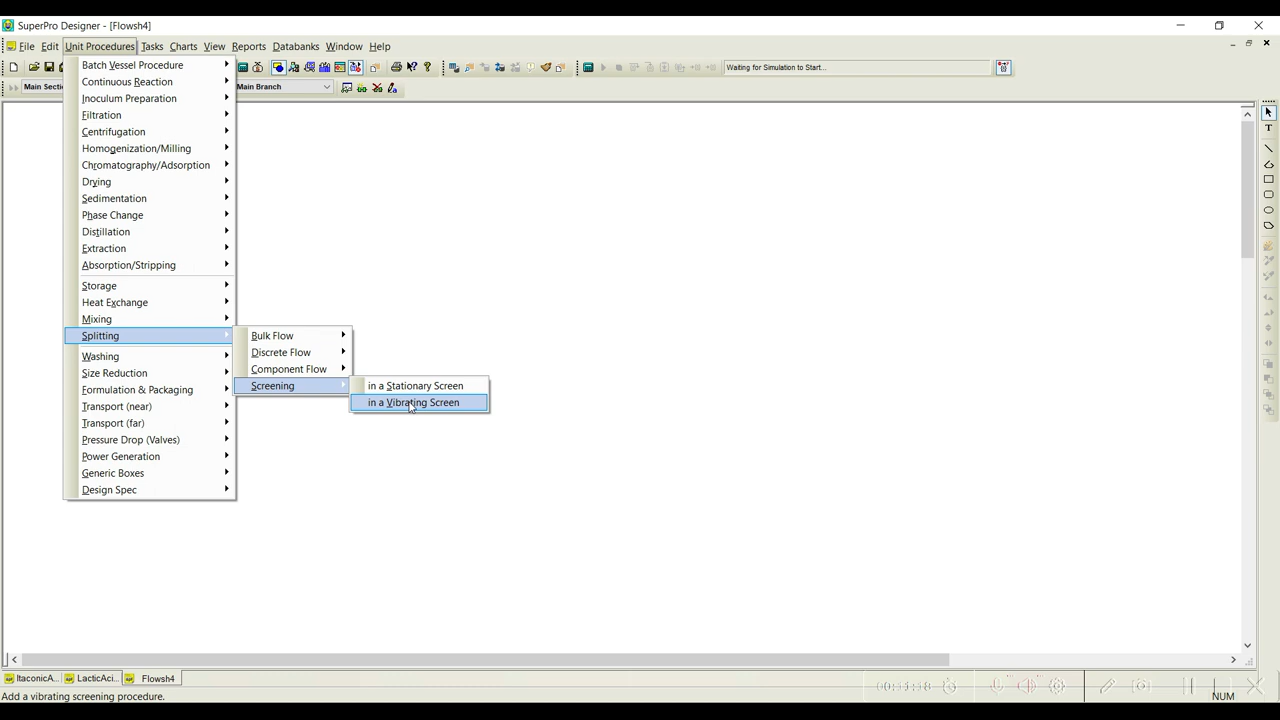 SuperPro Designer - [Flowsh4]
File Edit Unit Procedures Tasks Charts View Reports Databanks Window Help
Waiting for Simulation to Start...
Main Secti
Main Branch
Batch Vessel Procedure
Continuous Reaction
Inoculum Preparation
Filtration
Centrifugation
Homogenization/Milling
Chromatography/Adsorption
Drying
Sedimentation
Phase Change
Distillation
Extraction
Absorption/Stripping
Storage
Heat Exchange
Mixing
Splitting
Washing
Size Reduction
Formulation & Packaging
Transport (near)
Transport (far)
Pressure Drop (Valves)
Power Generation
Generic Boxes
Design Spec
Bulk Flow
Discrete Flow
Component Flow
Screening
in a Stationary Screen
in a Vibrating Screen
ItaconicA... LacticAci... Flowsh4
Add a vibrating screening procedure.
NUM